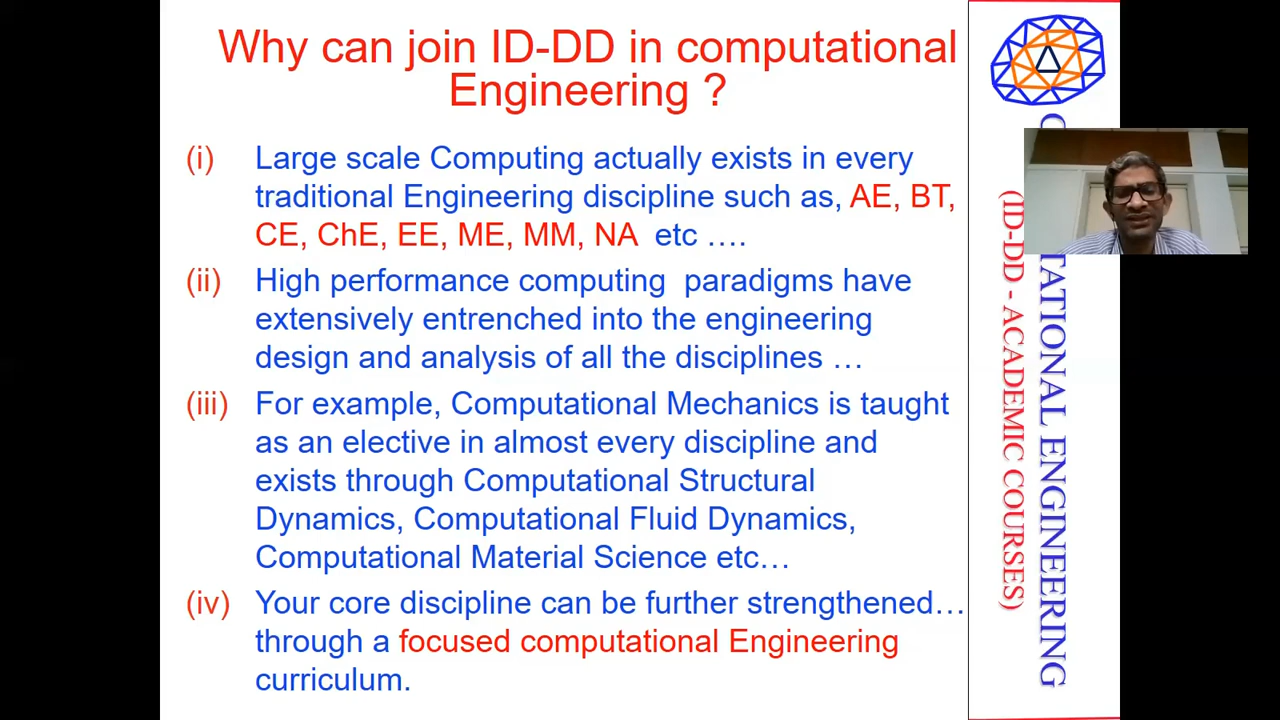 Why can join ID-DD in computational
Engineering ?
(i) Large scale Computing actually exists in every
traditional Engineering discipline such as, AE, BT,
CE, ChE, EE, ME, MM, NA etc ….
(ii) High performance computing paradigms have
extensively entrenched into the engineering
design and analysis of all the disciplines …
(iii) For example, Computational Mechanics is taught
as an elective in almost every discipline and
exists through Computational Structural
Dynamics, Computational Fluid Dynamics,
Computational Material Science etc…
(iv) Your core discipline can be further strengthened…
through a focused computational Engineering
curriculum.
TATIONAL ENGINEERING
(ID-DD - ACADEMIC COURSES)